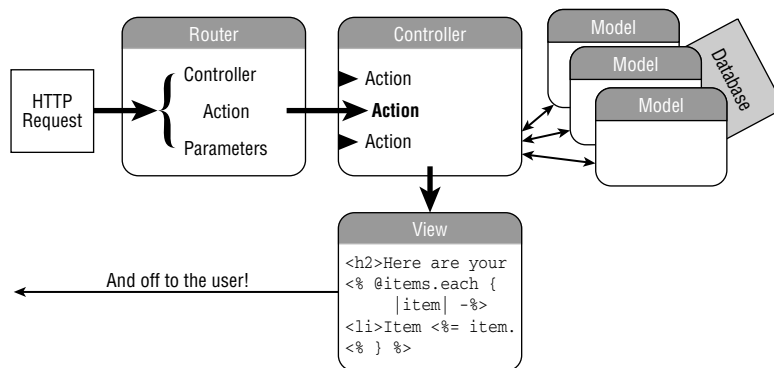 Router
Controller
Model
Model
Model
Database
HTTP
Request
Controller
Action
Parameters
Action
Action
Action
View
<h2>Here are your
<% @items.each {
|item| -%>
<li>Item <%= item.
<% } %>
And off to the user!